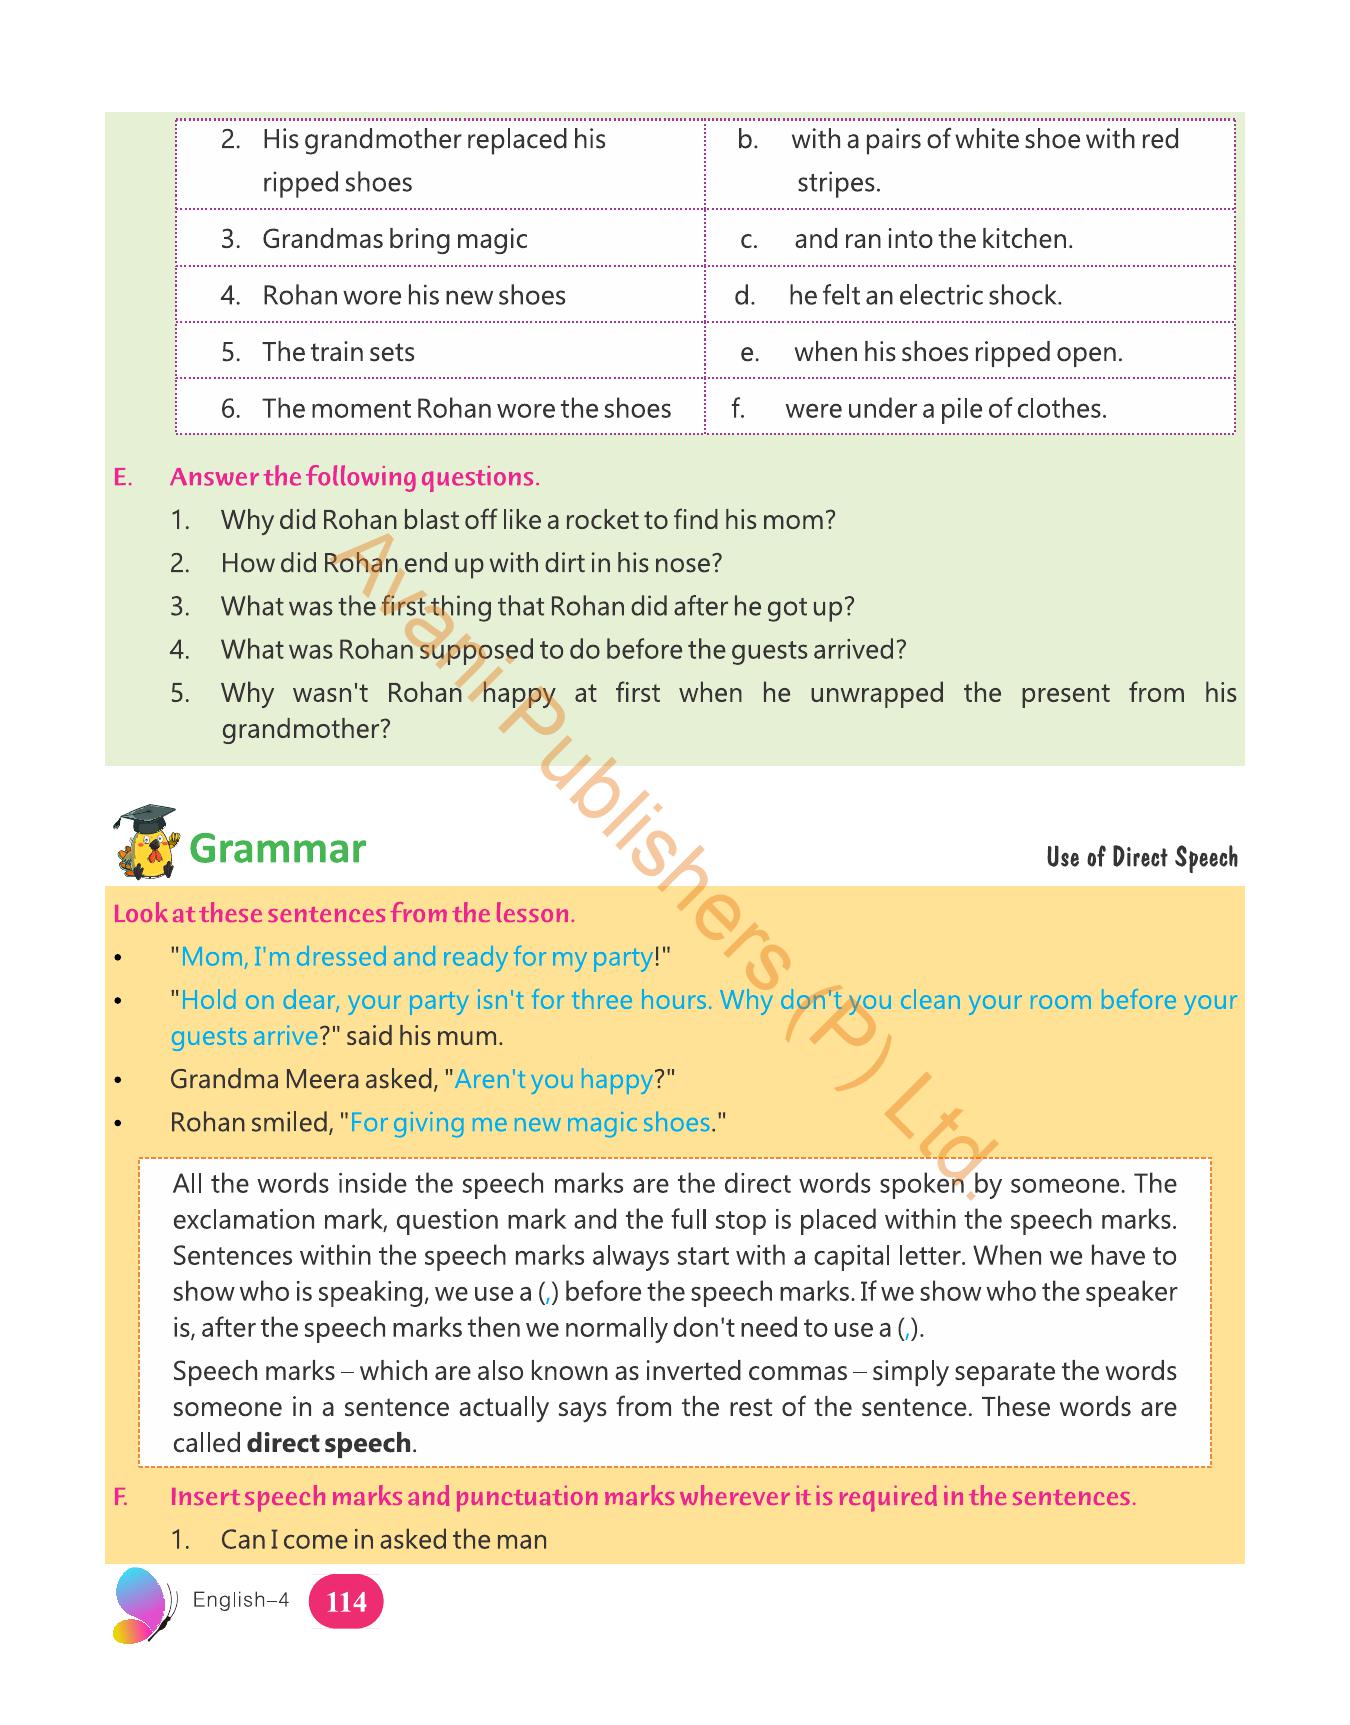 2. His grandmother replaced his
ripped shoes
b. with a pairs of white shoe with red
stripes.
3. Grandmas bring magic
c. and ran into the kitchen.
4. Rohan wore his new shoes
d. he felt an electric shock.
5. The train sets
e. when his shoes ripped open.
6. The moment Rohan wore the shoes
f. were under a pile of clothes.
E. Answer the following questions.
1. Why did Rohan blast off like a rocket to find his mom?
2. How did Rohan end up with dirt in his nose?
3. What was the first thing that Rohan did after he got up?
4. What was Rohan supposed to do before the guests arrived?
5. Why wasn't Rohan happy at first when he unwrapped the present from his
grandmother?
Grammar
Use of Direct Speech
Look at these sentences from the lesson.
• "Mom, I'm dressed and ready for my party!"
• "Hold on dear, your party isn't for three hours. Why don't you clean your room before your
guests arrive?" said his mum.
• Grandma Meera asked, "Aren't you happy?"
• Rohan smiled, "For giving me new magic shoes."
All the words inside the speech marks are the direct words spoken by someone. The
exclamation mark, question mark and the full stop is placed within the speech marks.
Sentences within the speech marks always start with a capital letter. When we have to
show who is speaking, we use a (,) before the speech marks. If we show who the speaker
is, after the speech marks then we normally don't need to use a (,).
Speech marks – which are also known as inverted commas – simply separate the words
someone in a sentence actually says from the rest of the sentence. These words are
called direct speech.
F. Insert speech marks and punctuation marks wherever it is required in the sentences.
1. Can I come in asked the man
English–4 114
Avani Publishers (P) Ltd.